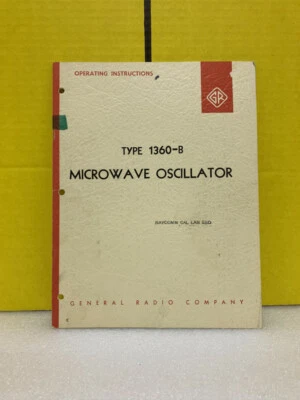 OPERATING INSTRUCTIONS
GR
TYPE 1360-B
MICROWAVE OSCILLATOR
GENERAL RADIO COMPANY